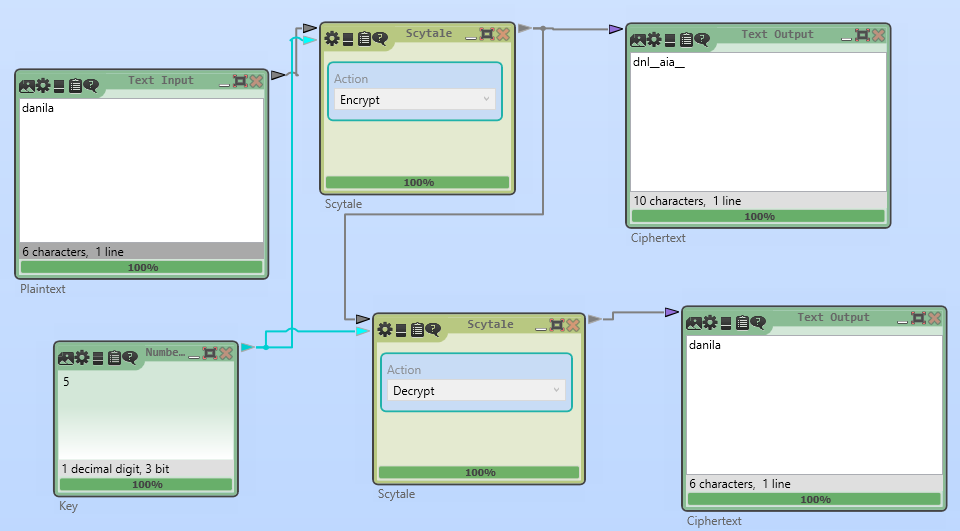 Text Input
danila
6 characters, 1 line
100%
Plaintext
Scytale
Action
Encrypt
100%
Scytale
Text Output
dnl__aia__
10 characters, 1 line
100%
Ciphertext
Numbe...
5
1 decimal digit, 3 bit
100%
Key
Scytale
Action
Decrypt
100%
Scytale
Text Output
danila
6 characters, 1 line
100%
Ciphertext